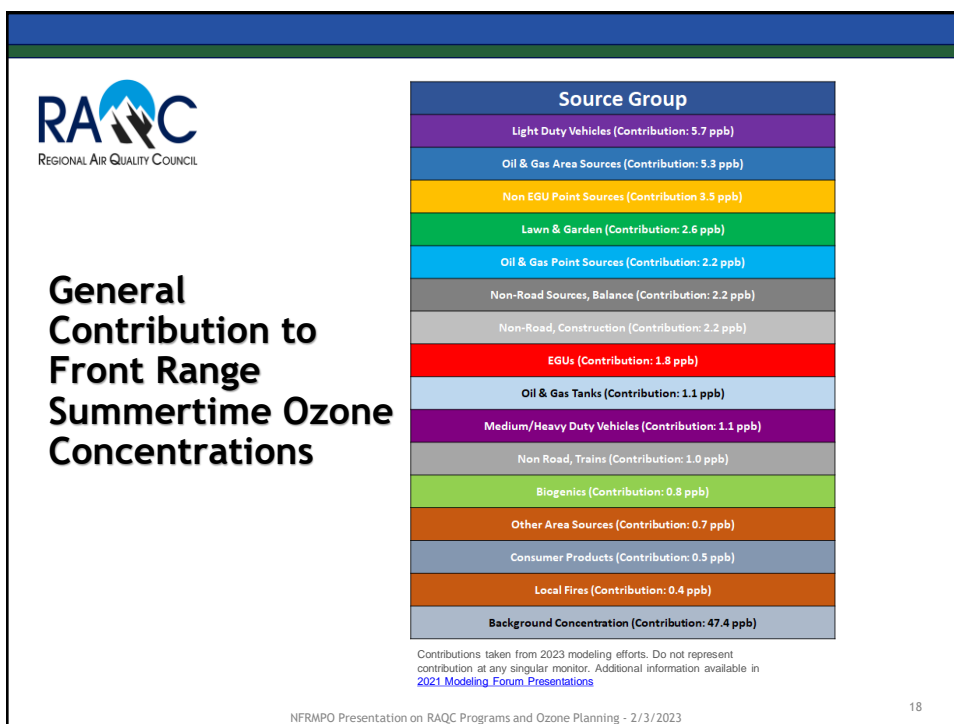 RAQC
REGIONAL AIR QUALITY COUNCIL
General
Contribution to
Front Range
Summertime Ozone
Concentrations
Source Group
Light Duty Vehicles (Contribution: 5.7 ppb)
Oil & Gas Area Sources (Contribution: 5.3 ppb)
Non EGU Point Sources (Contribution 3.5 ppb)
Lawn & Garden (Contribution: 2.6 ppb)
Oil & Gas Point Sources (Contribution: 2.2 ppb)
Non-Road Sources, Balance (Contribution: 2.2 ppb)
Non-Road, Construction (Contribution: 2.2 ppb)
EGUs (Contribution: 1.8 ppb)
Oil & Gas Tanks (Contribution: 1.1 ppb)
Medium/Heavy Duty Vehicles (Contribution: 1.1 ppb)
Non Road, Trains (Contribution: 1.0 ppb)
Biogenics (Contribution: 0.8 ppb)
Other Area Sources (Contribution: 0.7 ppb)
Consumer Products (Contribution: 0.5 ppb)
Local Fires (Contribution: 0.4 ppb)
Background Concentration (Contribution: 47.4 ppb)
Contributions taken from 2023 modeling efforts. Do not represent
contribution at any singular monitor. Additional information available in
2021 Modeling Forum Presentations
NFRMPO Presentation on RAQC Programs and Ozone Planning - 2/3/2023
18